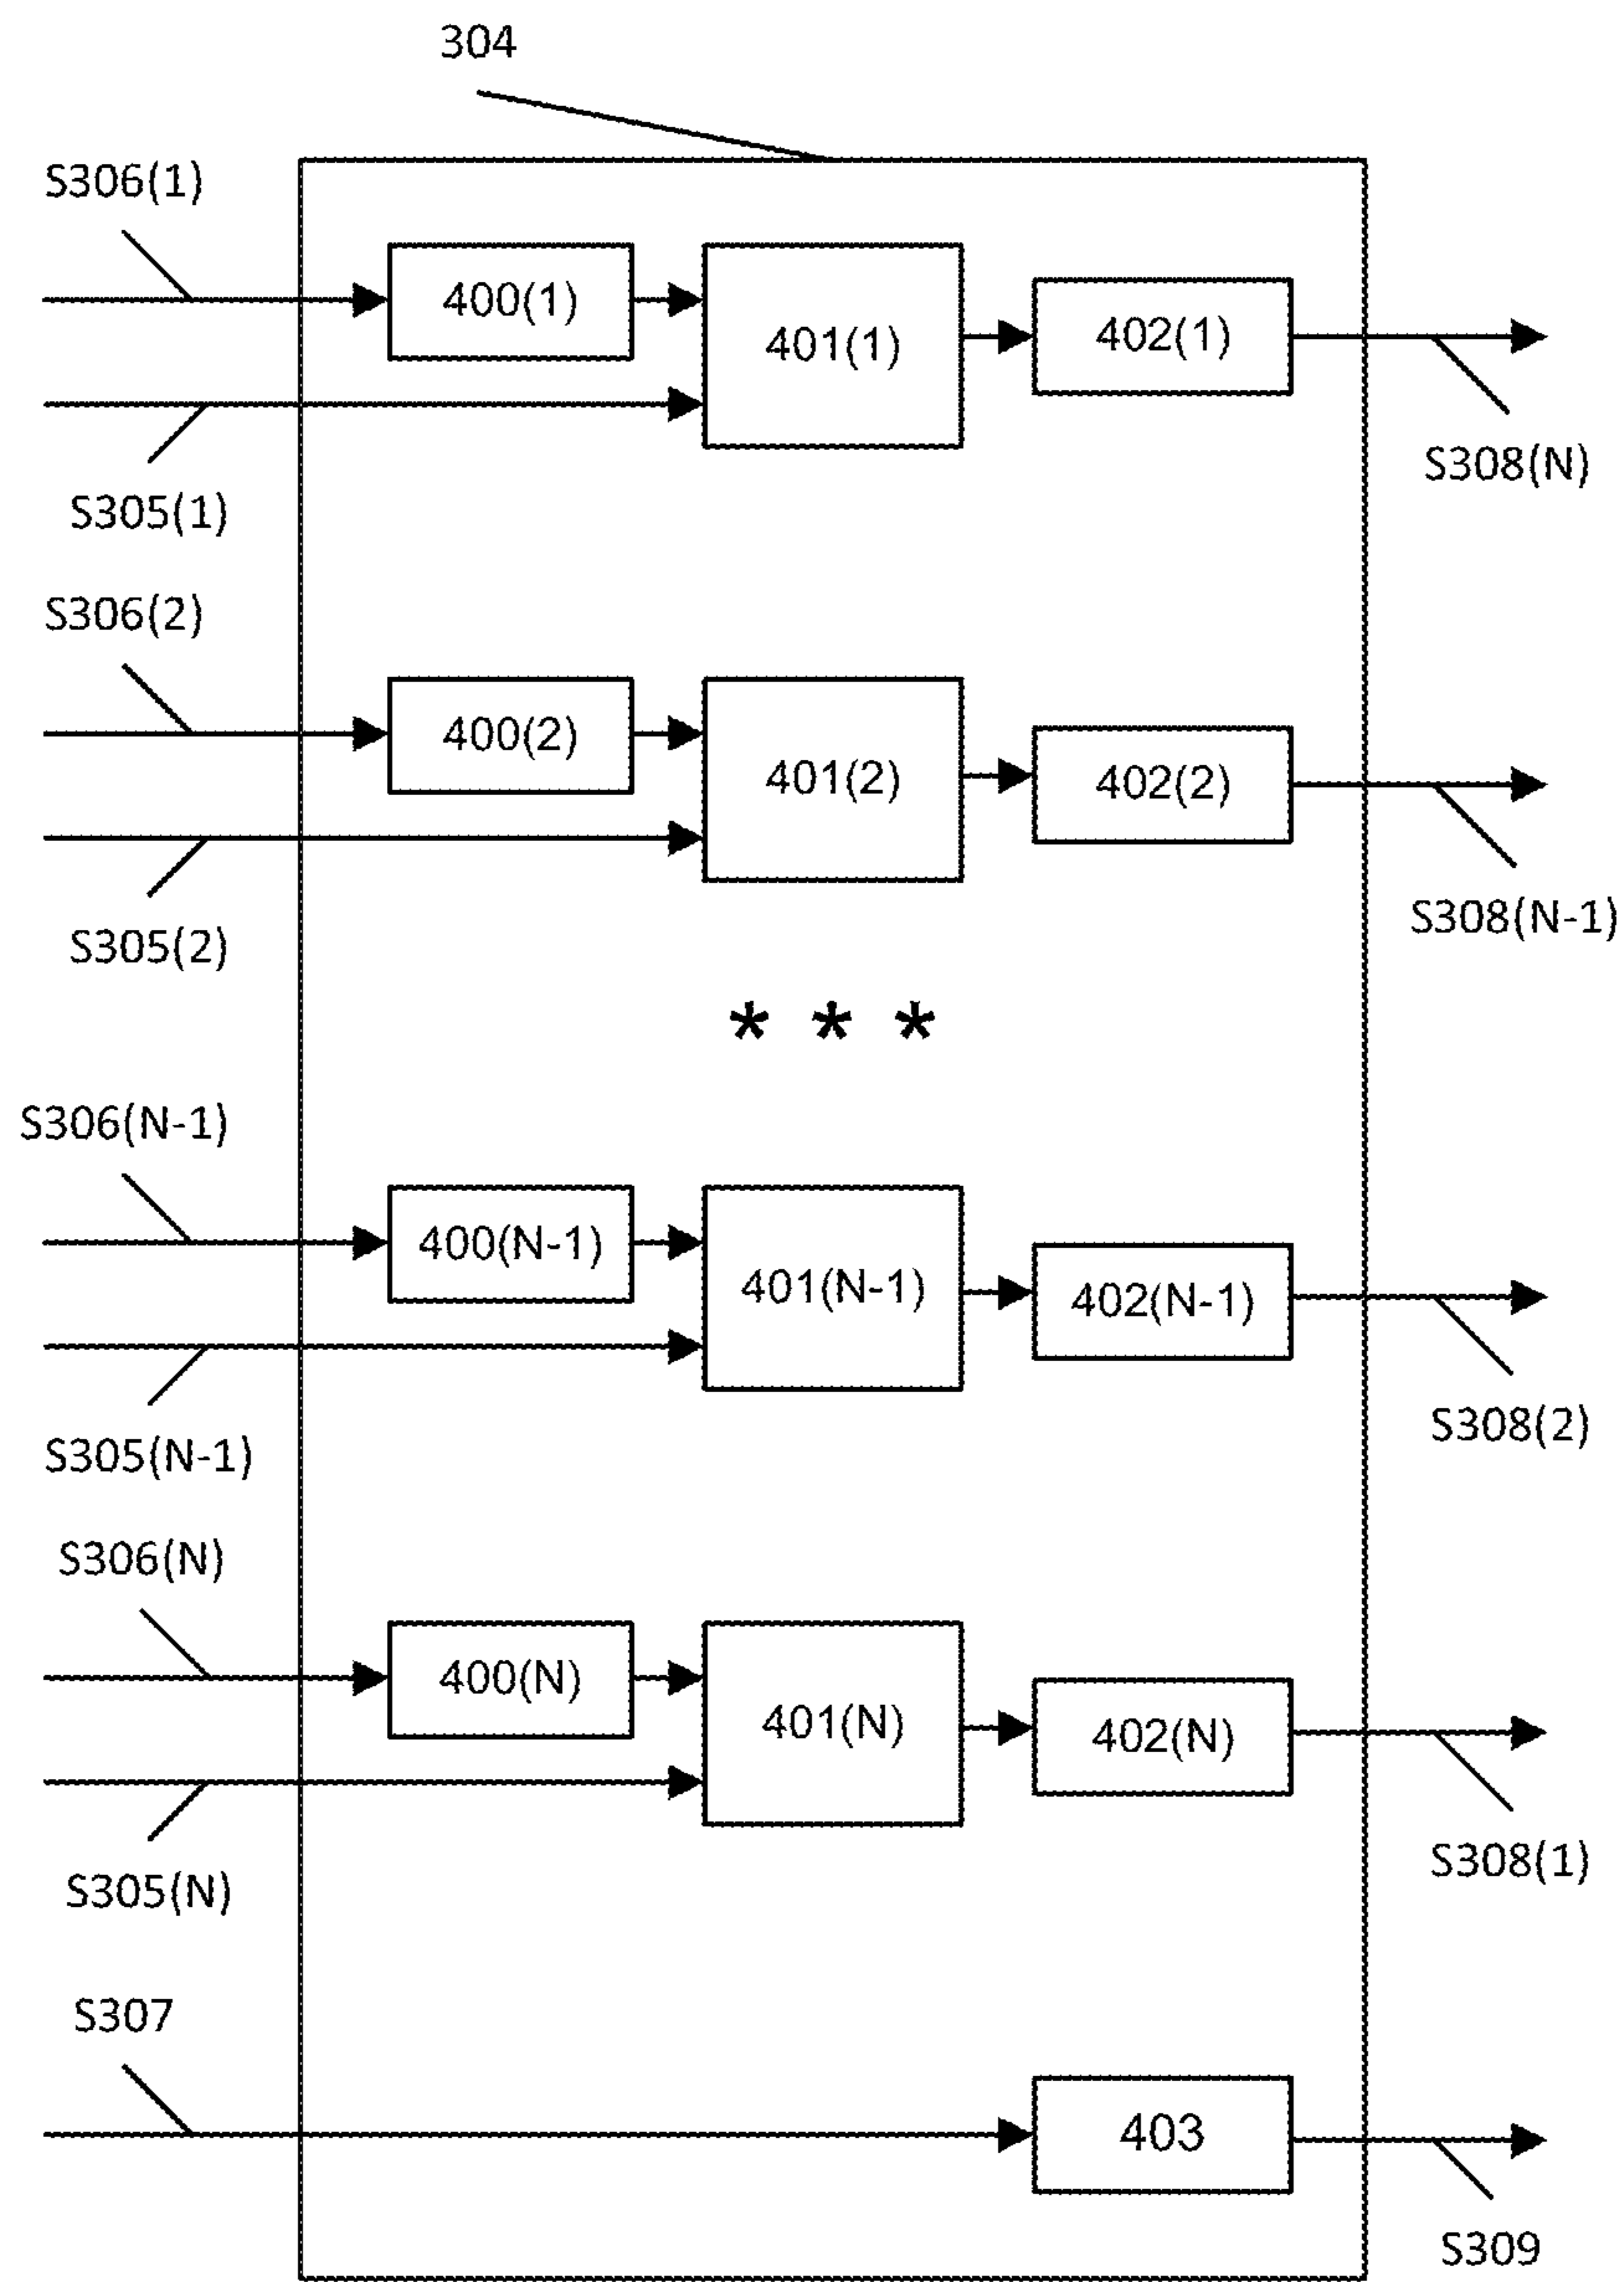 304
S306(1)
400(1)
401(1)
402(1)
S308(N)
S305(1)
S306(2)
400(2)
401(2)
402(2)
S308(N-1)
S305(2)
* * *
S306(N-1)
400(N-1)
401(N-1)
402(N-1)
S308(2)
S305(N-1)
S306(N)
400(N)
401(N)
402(N)
S308(1)
S305(N)
S307
403
S309